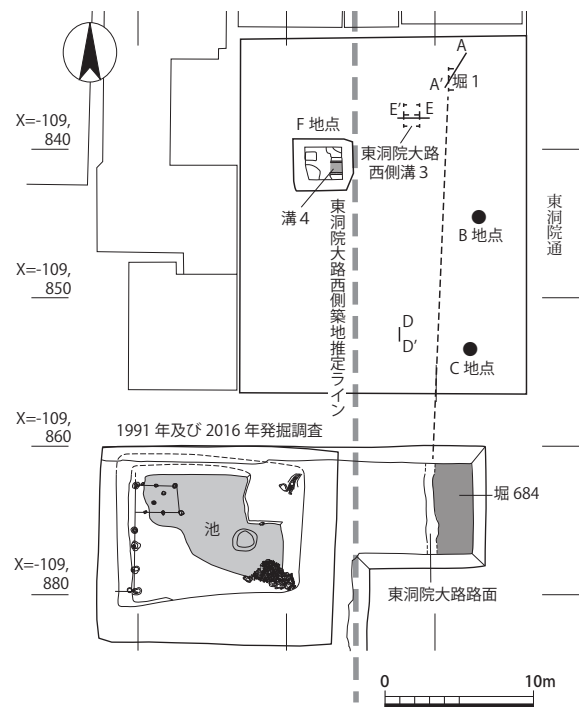 A
A'
堀 1
E'
E
X=-109,
840
F 地点
東洞院大路
西側溝 3
溝 4
東洞院通
B 地点
東洞院大路西側築地推定ライン
X=-109,
850
D
D'
C 地点
1991 年及び 2016 年発掘調査
X=-109,
860
堀 684
池
X=-109,
880
東洞院大路路面
0
10m